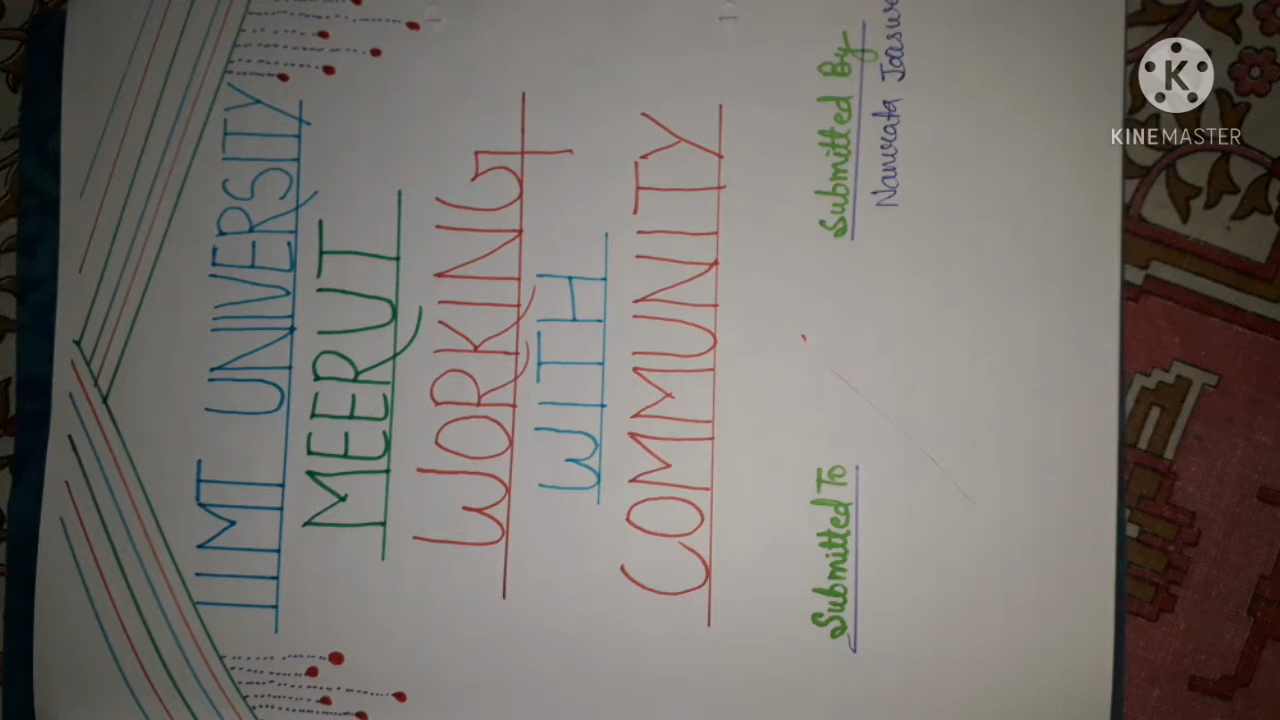 IIMT UNIVERSITY
MEERUT
WORKING
WITH
COMMUNITY
Submitted To
Submitted By
Namrata
KINEMASTER